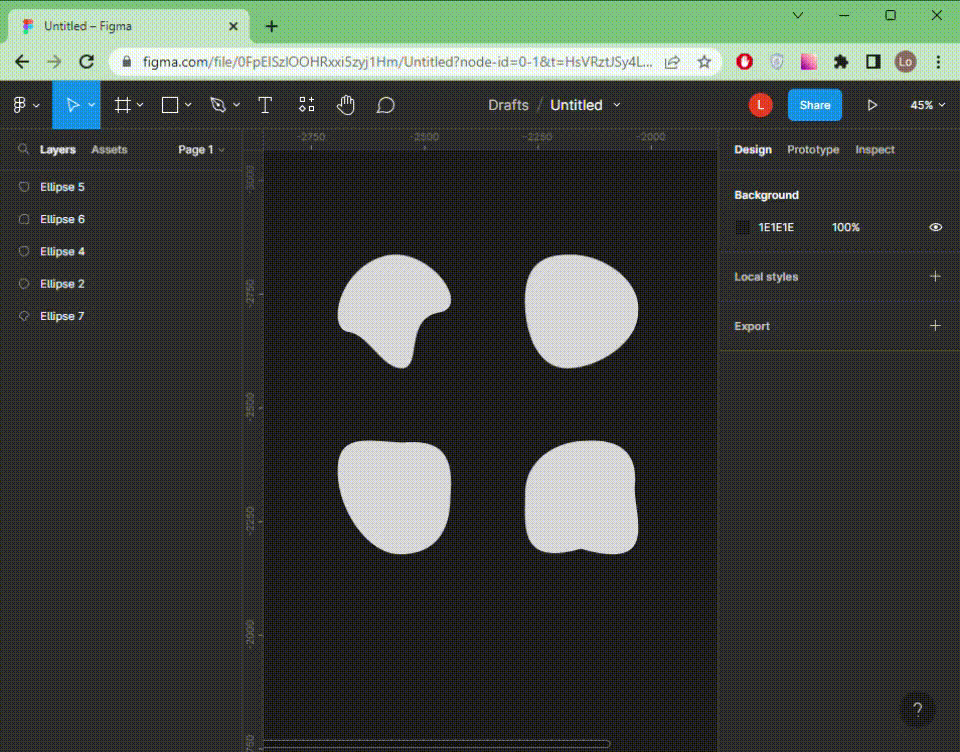 Untitled – Figma
figma.com/file/0FpElSzlOOHRxxi5zyj1Hm/Untitled?node-id=0-1&t=HsVRztJSy4L...
Lo
Drafts / Untitled
L
Share
45%
-2750 -2500 -2250 -2000
Layers Assets Page 1
Design Prototype Inspect
-3000
Ellipse 5
Background
Ellipse 6
1E1E1E 100%
Ellipse 4
Local styles
Ellipse 2
-2750
Ellipse 7
Export
-2500
-2250
-2000
?